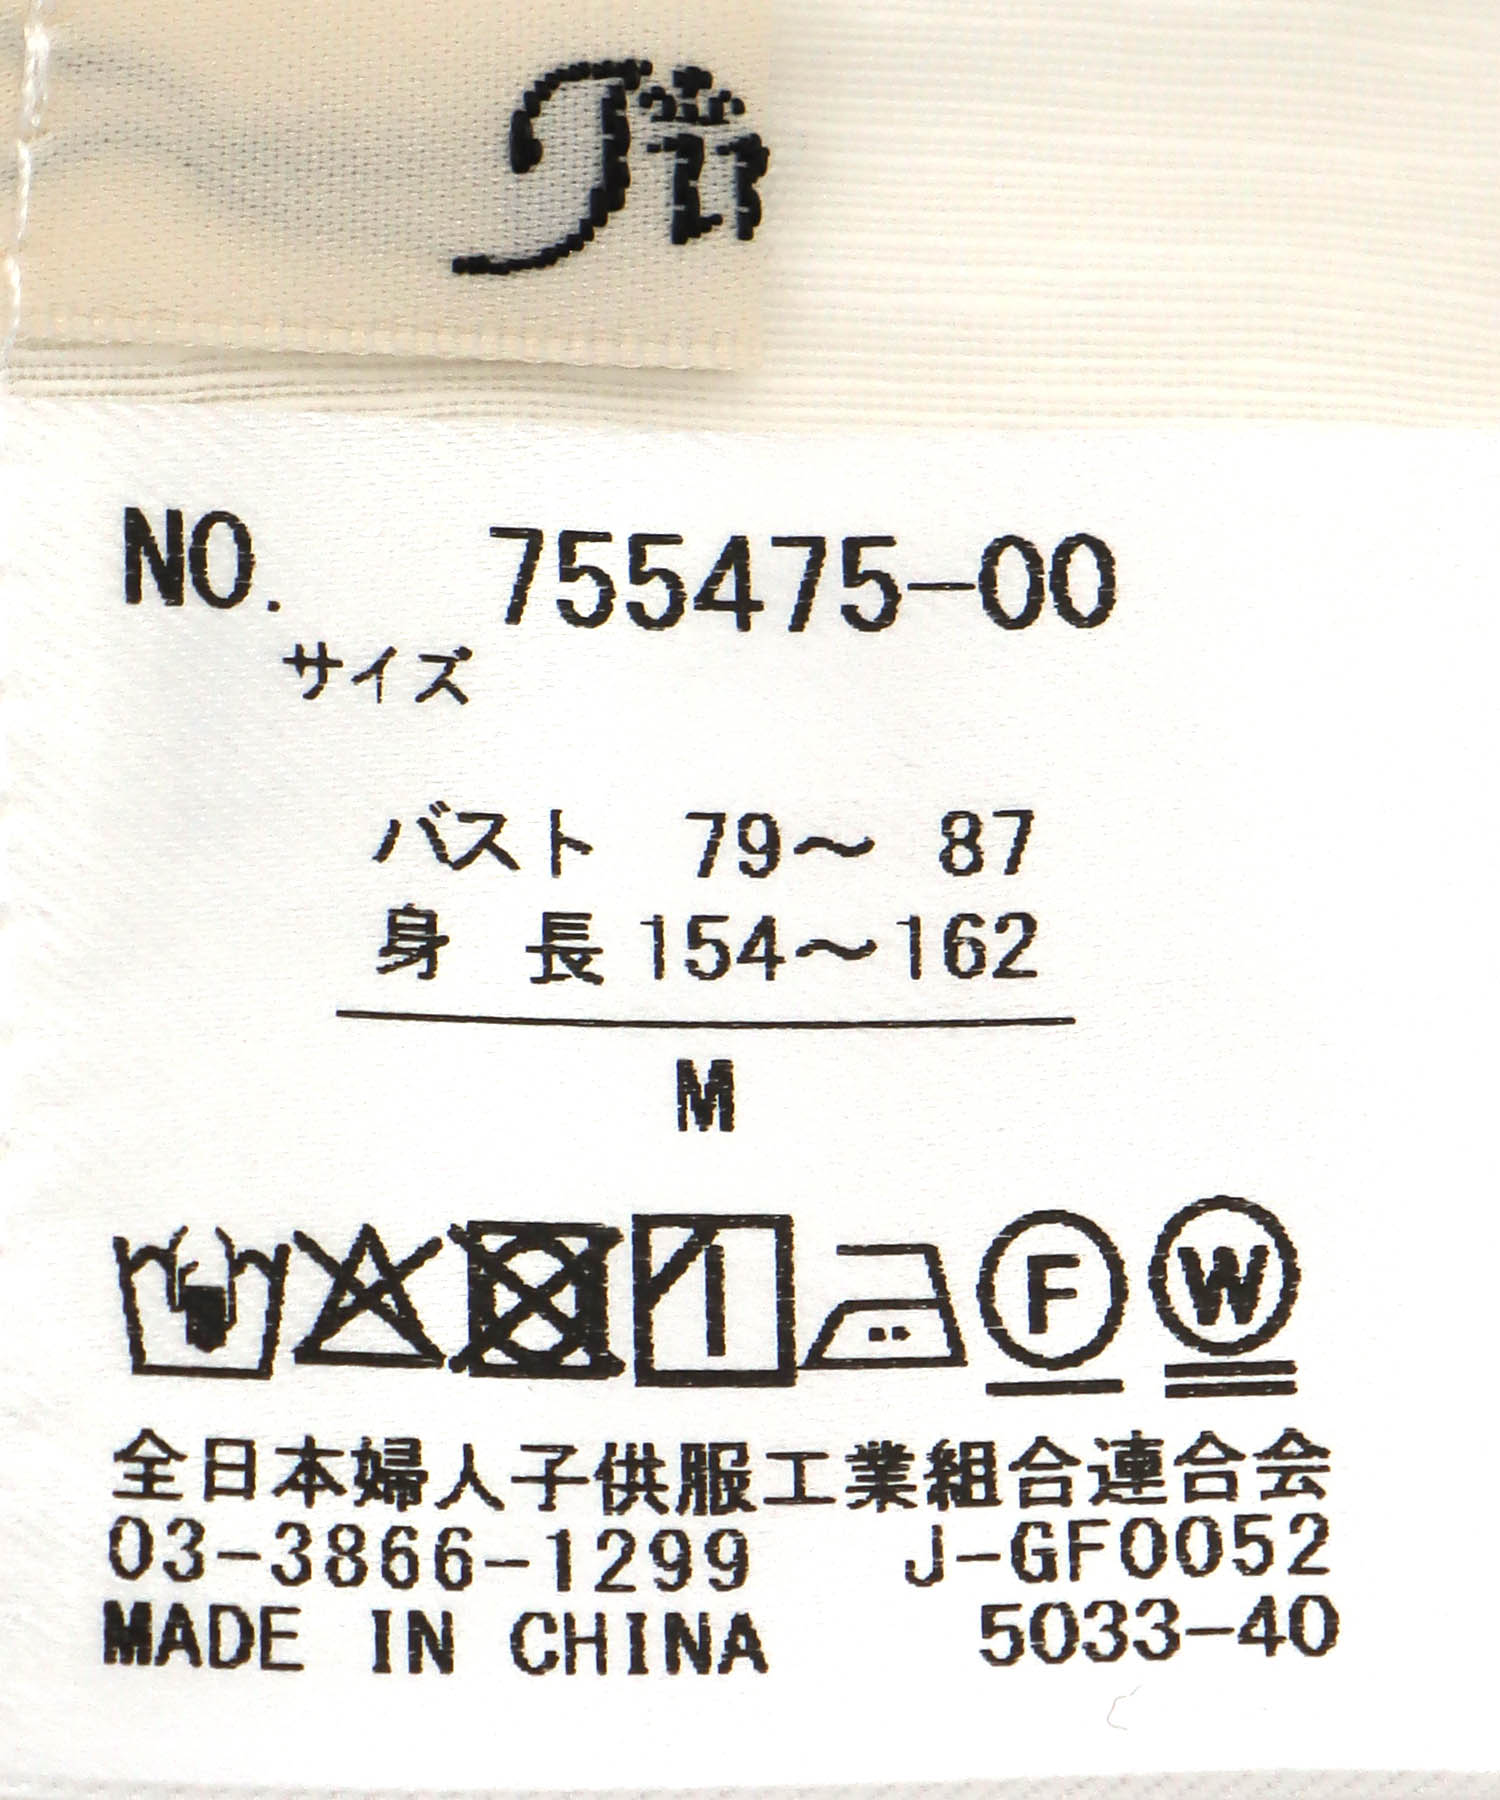 NO. 755475-00
サイズ
バスト 79～ 87
身 長 154～162
M
F W
全日本婦人子供服工業組合連合会
03-3866-1299 J-GF0052
MADE IN CHINA 5033-40